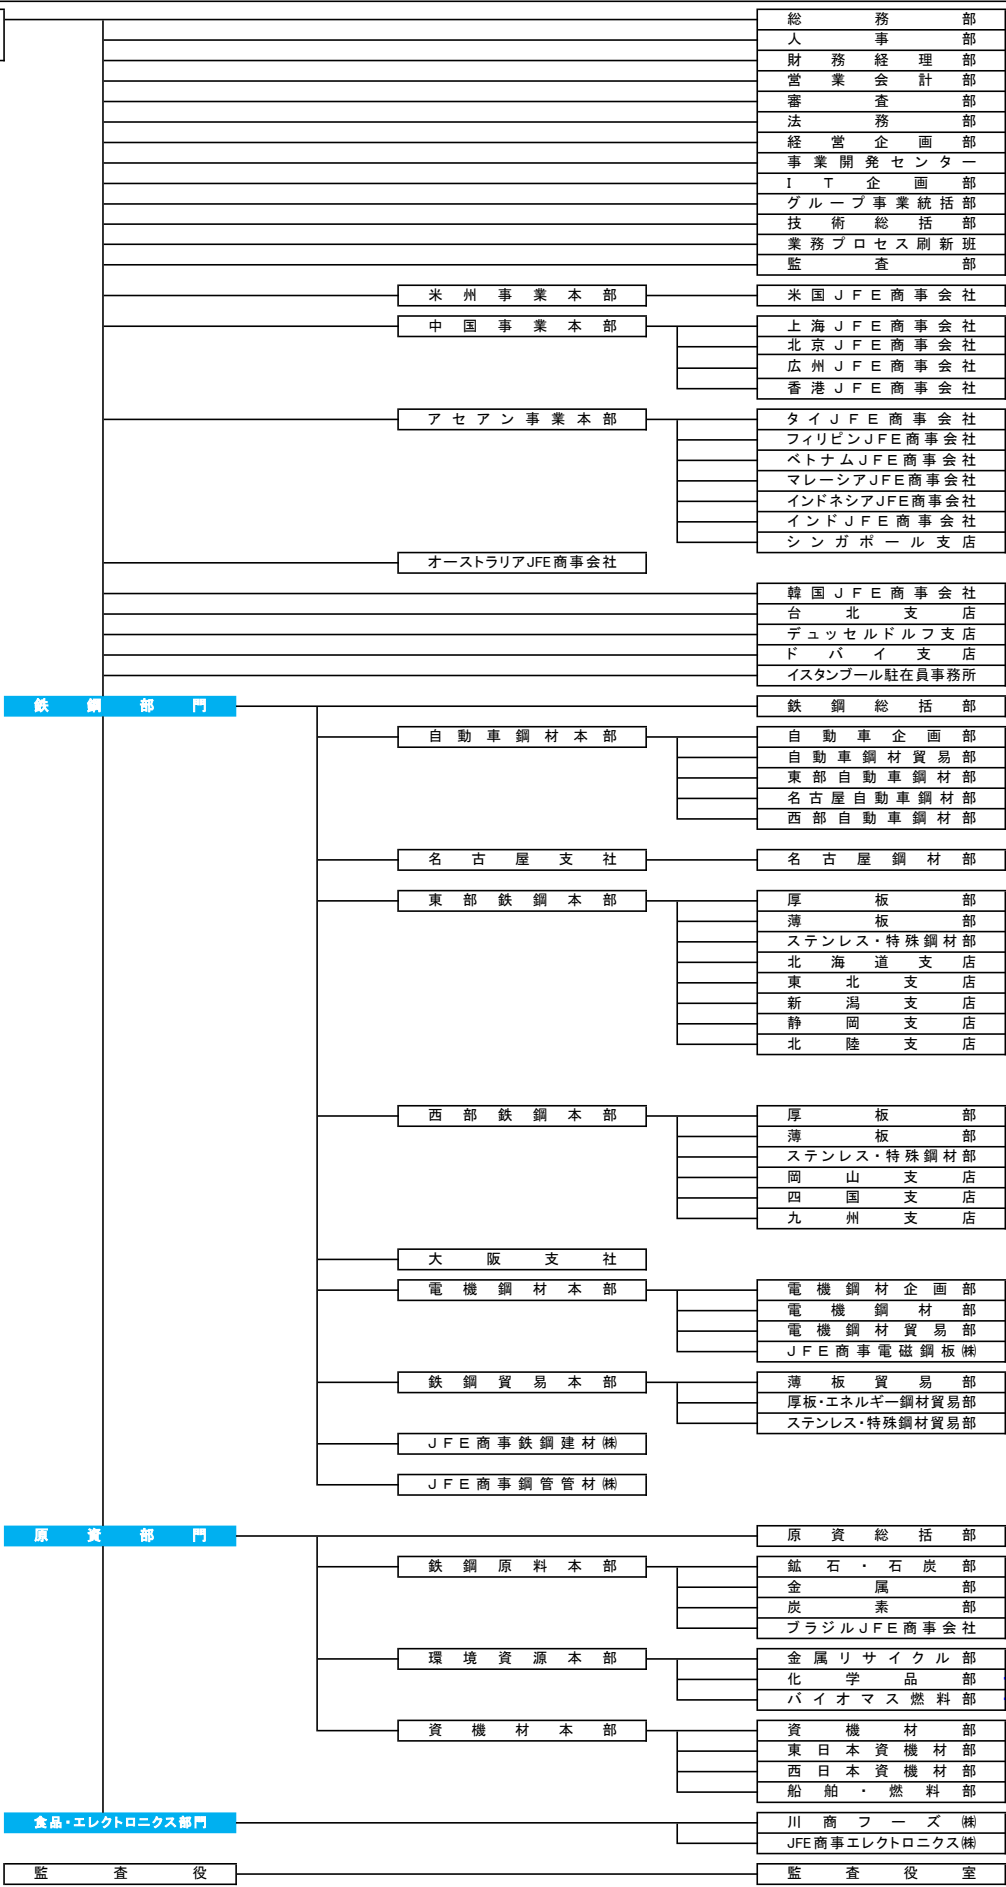 総務部
人事部
財務経理部
営業会計部
審査部
法務部
経営企画部
事業開発センター
IT企画部
グループ事業統括部
技術総括部
業務プロセス刷新班
監査部
米州事業本部 米国JFE商事会社
中国事業本部 上海JFE商事会社
北京JFE商事会社
広州JFE商事会社
香港JFE商事会社
アセアン事業本部 タイJFE商事会社
フィリピンJFE商事会社
ベトナムJFE商事会社
マレーシアJFE商事会社
インドネシアJFE商事会社
インドJFE商事会社
シンガポール支店
オーストラリアJFE商事会社
韓国JFE商事会社
台北支店
デュッセルドルフ支店
ドバイ支店
イスタンブール駐在員事務所
鉄鋼部門 鉄鋼総括部
自動車鋼材本部 自動車企画部
自動車鋼材貿易部
東部自動車鋼材部
名古屋自動車鋼材部
西部自動車鋼材部
名古屋支社 名古屋鋼材部
東部鉄鋼本部 厚板部
薄板部
ステンレス・特殊鋼材部
北海道支店
東北支店
新潟支店
静岡支店
北陸支店
西部鉄鋼本部 厚板部
薄板部
ステンレス・特殊鋼材部
岡山支店
四国支店
九州支店
大阪支社
電機鋼材本部 電機鋼材企画部
電機鋼材部
電機鋼材貿易部
JFE商事電磁鋼板㈱
鉄鋼貿易本部 薄板貿易部
厚板・エネルギー鋼材貿易部
ステンレス・特殊鋼材貿易部
JFE商事鉄鋼建材㈱
JFE商事鋼管管材㈱
原資部門 原資総括部
鉄鋼原料本部 鉱石・石炭部
金属部
炭素部
ブラジルJFE商事会社
環境資源本部 金属リサイクル部
化学品部
バイオマス燃料部
資機材本部 資機材部
東日本資機材部
西日本資機材部
船舶・燃料部
食品・エレクトロニクス部門 川商フーズ㈱
JFE商事エレクトロニクス㈱
監査役 監査役室